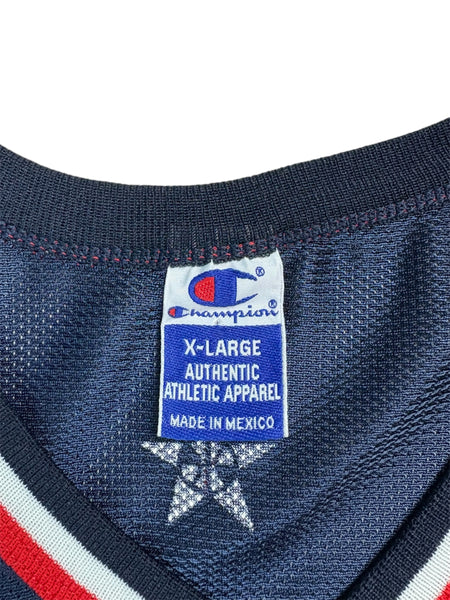 ®
Champion®
X-LARGE
AUTHENTIC
ATHLETIC APPAREL
MADE IN MEXICO